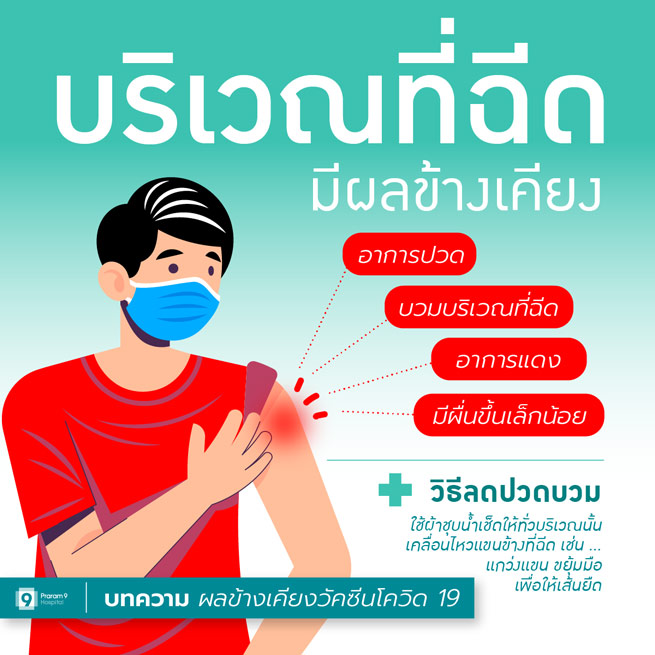 บริเวณที่ฉีด
มีผลข้างเคียง
อาการปวด
บวมบริเวณที่ฉีด
อาการแดง
มีผื่นขึ้นเล็กน้อย
วิธีลดปวดบวม
ใช้ผ้าชุบน้ำเช็ดให้ทั่วบริเวณนั้น
เคลื่อนไหวแขนข้างที่ฉีด เช่น ...
แกว่งแขน ขยุ้มมือ
เพื่อให้เส้นยืด
9 Praram 9
Hospital
บทความ ผลข้างเคียงวัคซีนโควิด 19